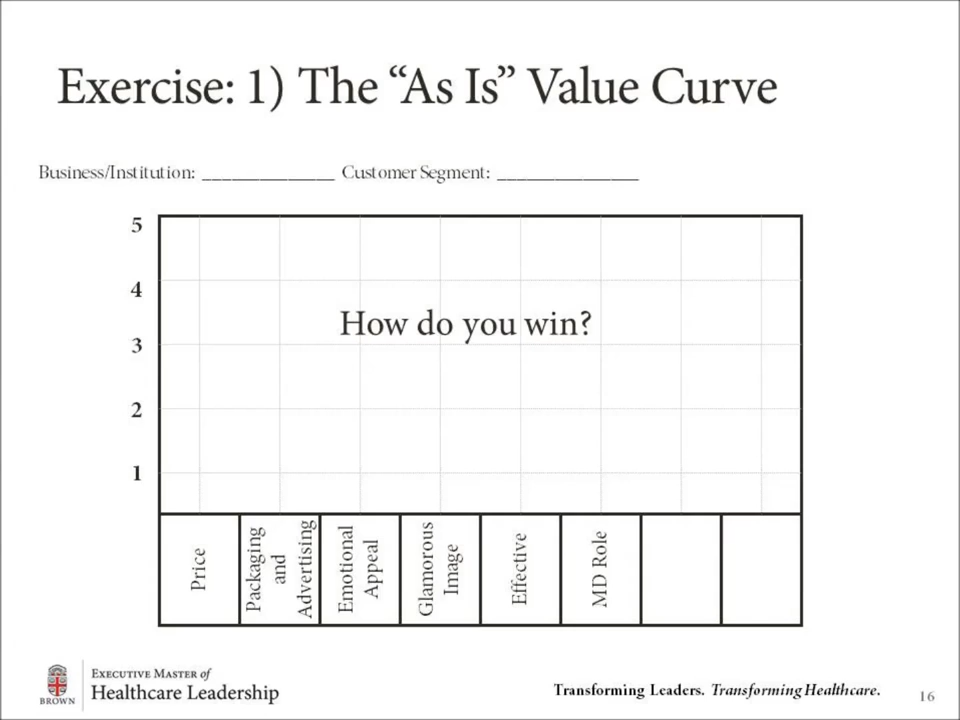 Exercise: 1) The “As Is” Value Curve
Business/Institution: ______________ Customer Segment: _______________
5
4
How do you win?
3
2
1
Price
Packaging
and
Advertising
Emotional
Appeal
Glamorous
Image
Effective
MD Role
BROWN
Executive Master of
Healthcare Leadership
Transforming Leaders. Transforming Healthcare.
16